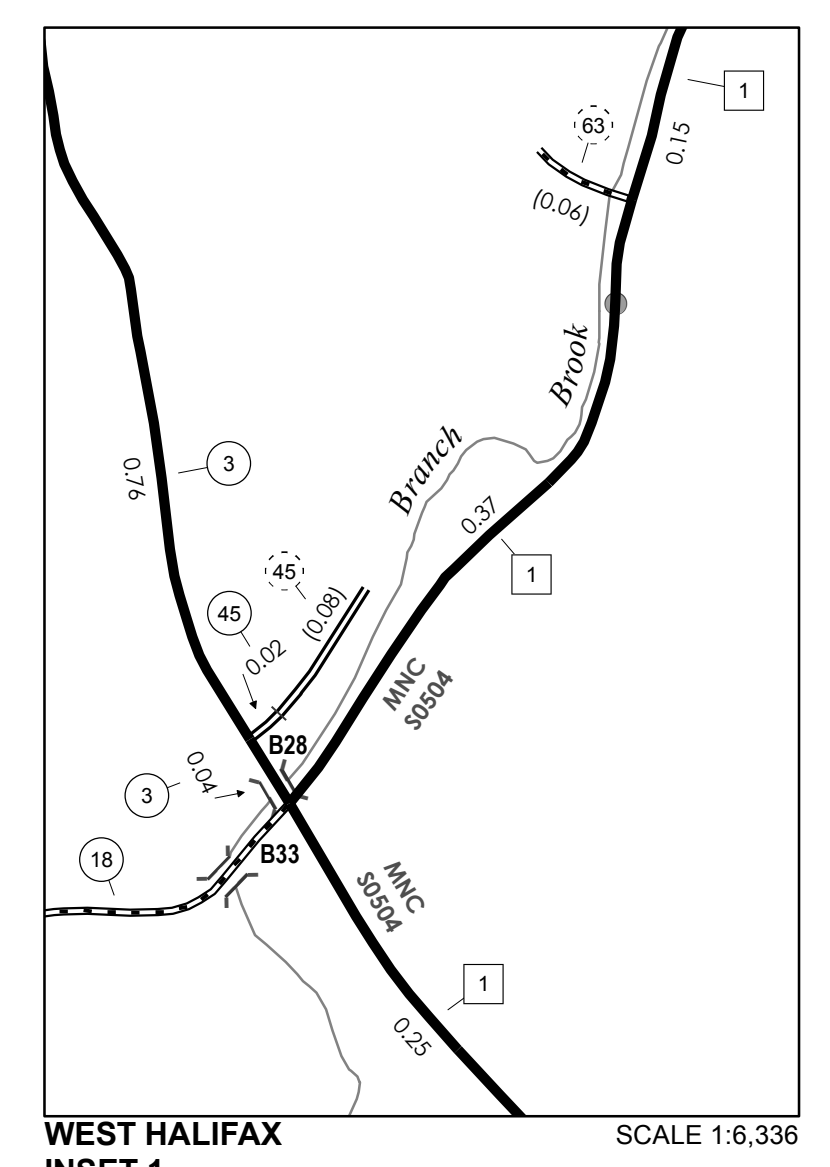 1
0.15
63
(0.06)
Brook
Branch
3
0.76
0.37
1
45
45
(0.08)
0.02
MNC
S0504
B28
0.04
3
B33
18
MNC
S0504
1
0.25
WEST HALIFAX
SCALE 1:6,336
INSET 1